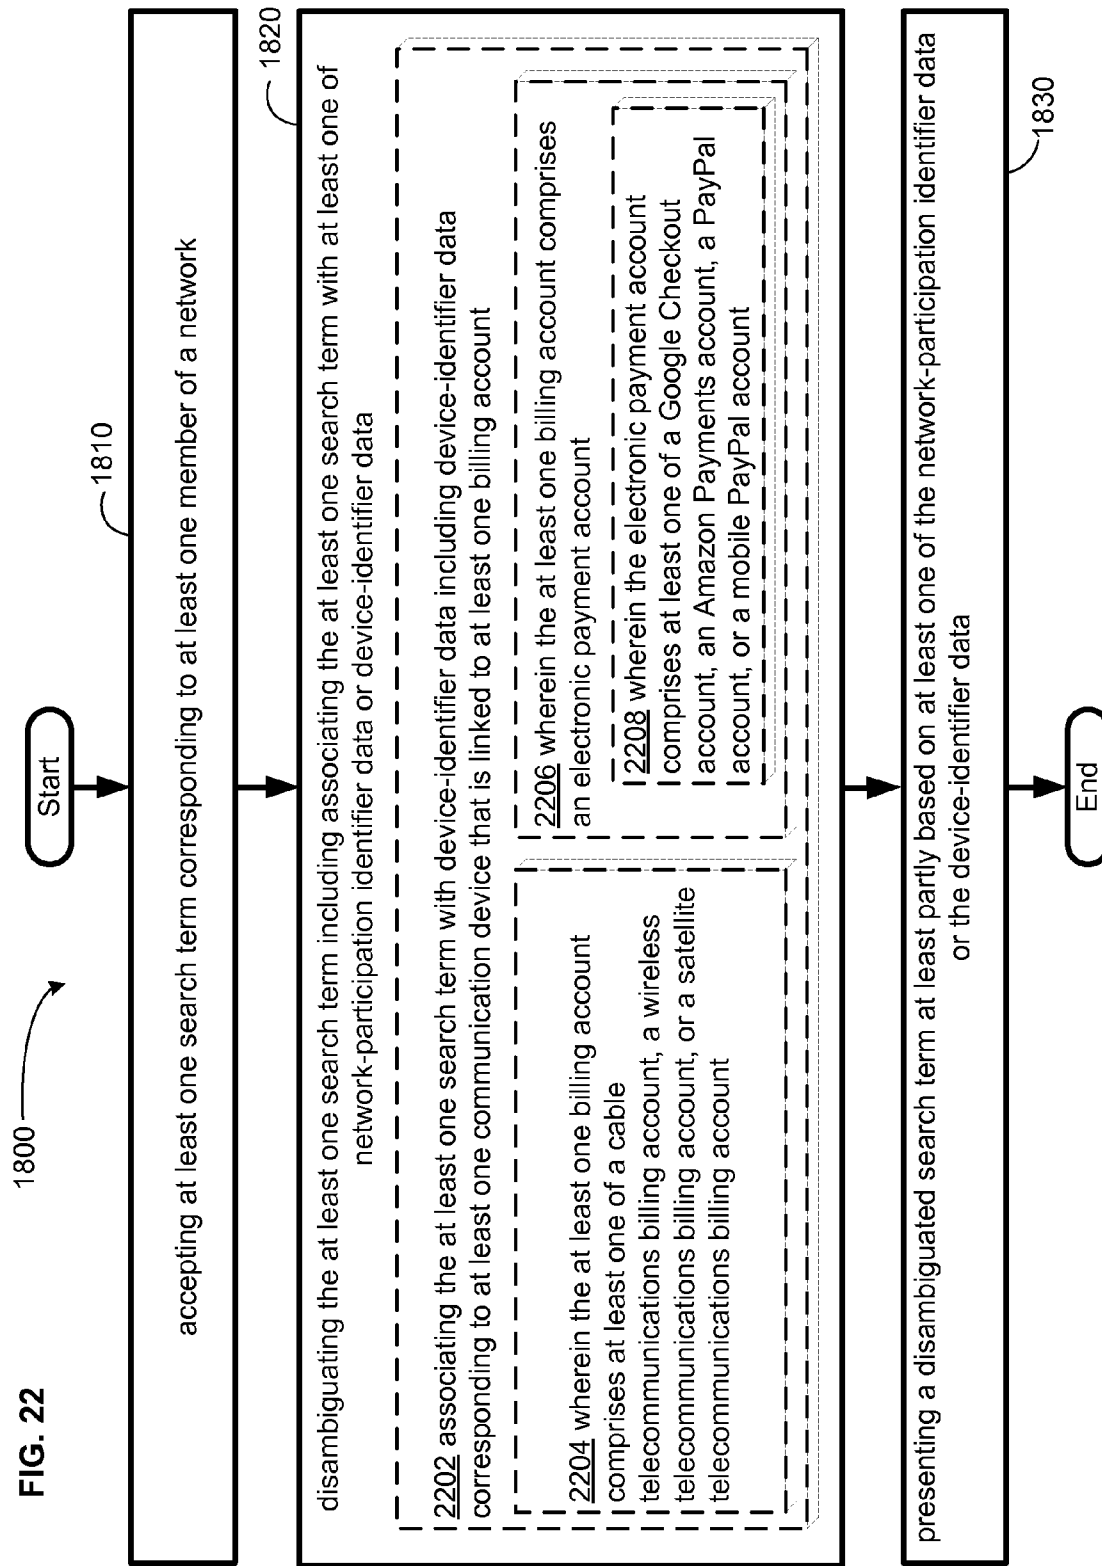 FIG. 22
1800
Start
1810
accepting at least one search term corresponding to at least one member of a network
1820
disambiguating the at least one search term including associating the at least one search term with at least one of
network-participation identifier data or device-identifier data
2202 associating the at least one search term with device-identifier data including device-identifier data
corresponding to at least one communication device that is linked to at least one billing account
2204 wherein the at least one billing account
comprises at least one of a cable
telecommunications billing account, a wireless
telecommunications billing account, or a satellite
telecommunications billing account
2206 wherein the at least one billing account comprises
an electronic payment account
2208 wherein the electronic payment account
comprises at least one of a Google Checkout
account, an Amazon Payments account, a PayPal
account, or a mobile PayPal account
presenting a disambiguated search term at least partly based on at least one of the network-participation identifier data
or the device-identifier data
1830
End